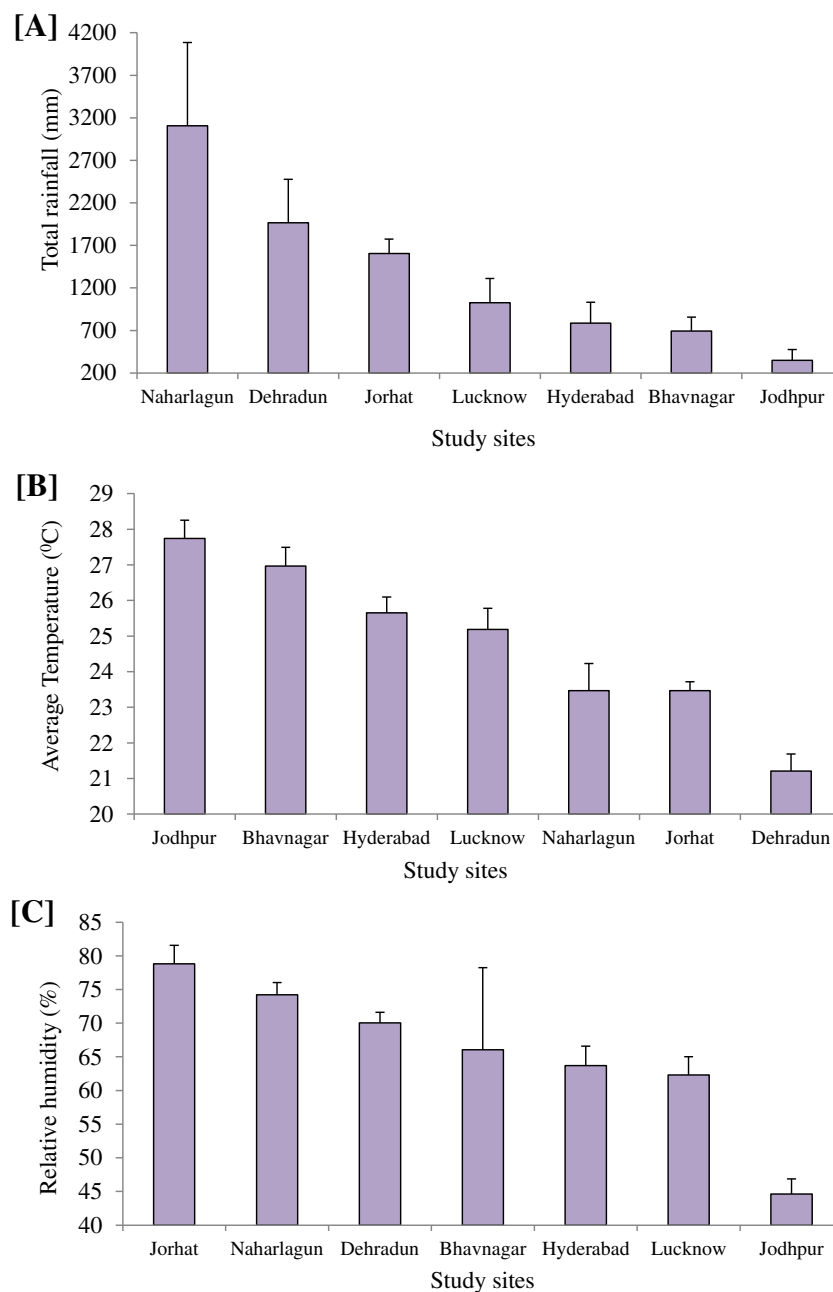 [A]
Total rainfall (mm)
4200
3700
3200
2700
2200
1700
1200
700
200
Naharlagun Dehradun Jorhat Lucknow Hyderabad Bhavnagar Jodhpur
Study sites
[B]
Average Temperature (⁰C)
29
28
27
26
25
24
23
22
21
20
Jodhpur Bhavnagar Hyderabad Lucknow Naharlagun Jorhat Dehradun
Study sites
[C]
Relative humidity (%)
85
80
75
70
65
60
55
50
45
40
Jorhat Naharlagun Dehradun Bhavnagar Hyderabad Lucknow Jodhpur
Study sites